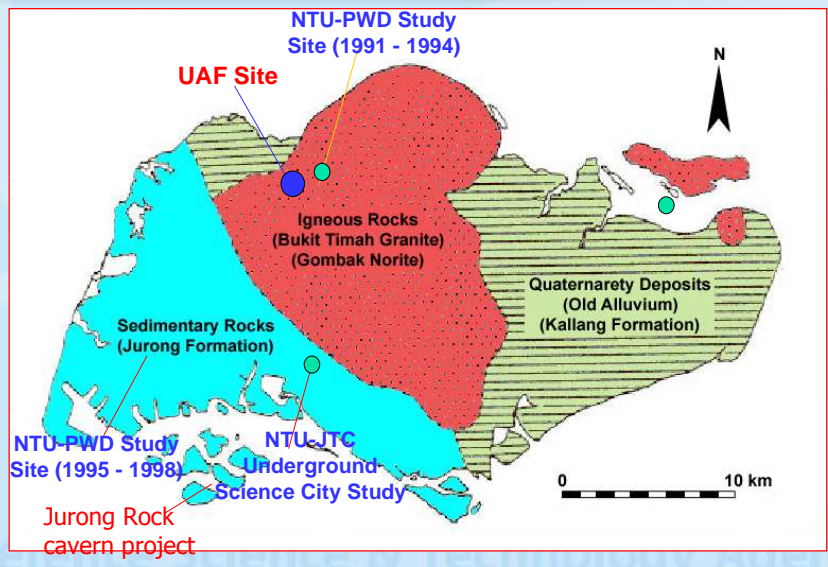 NTU-PWD Study
Site (1991 - 1994)
UAF Site
N
Igneous Rocks
(Bukit Timah Granite)
(Gombak Norite)
Quaternarety Deposits
(Old Alluvium)
(Kallang Formation)
Sedimentary Rocks
(Jurong Formation)
NTU-PWD Study
Site (1995 - 1998)
NTU-JTC
Underground
Science City Study
0 10 km
Jurong Rock
cavern project
Science & Technology